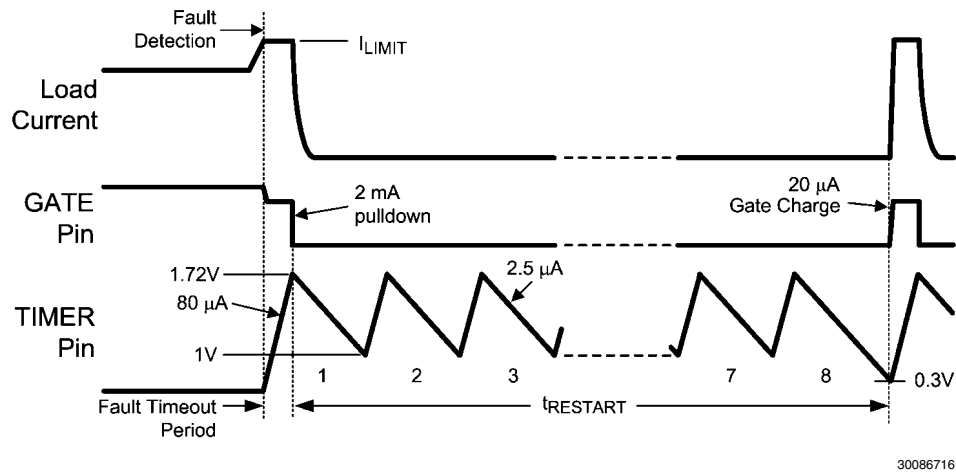 Fault
Detection
ILIMIT
Load
Current
GATE
Pin
2 mA
pulldown
20 µA
Gate Charge
1.72V
2.5 µA
80 µA
TIMER
Pin
1V
1 2 3 7 8
0.3V
Fault Timeout
Period
tRESTART
30086716